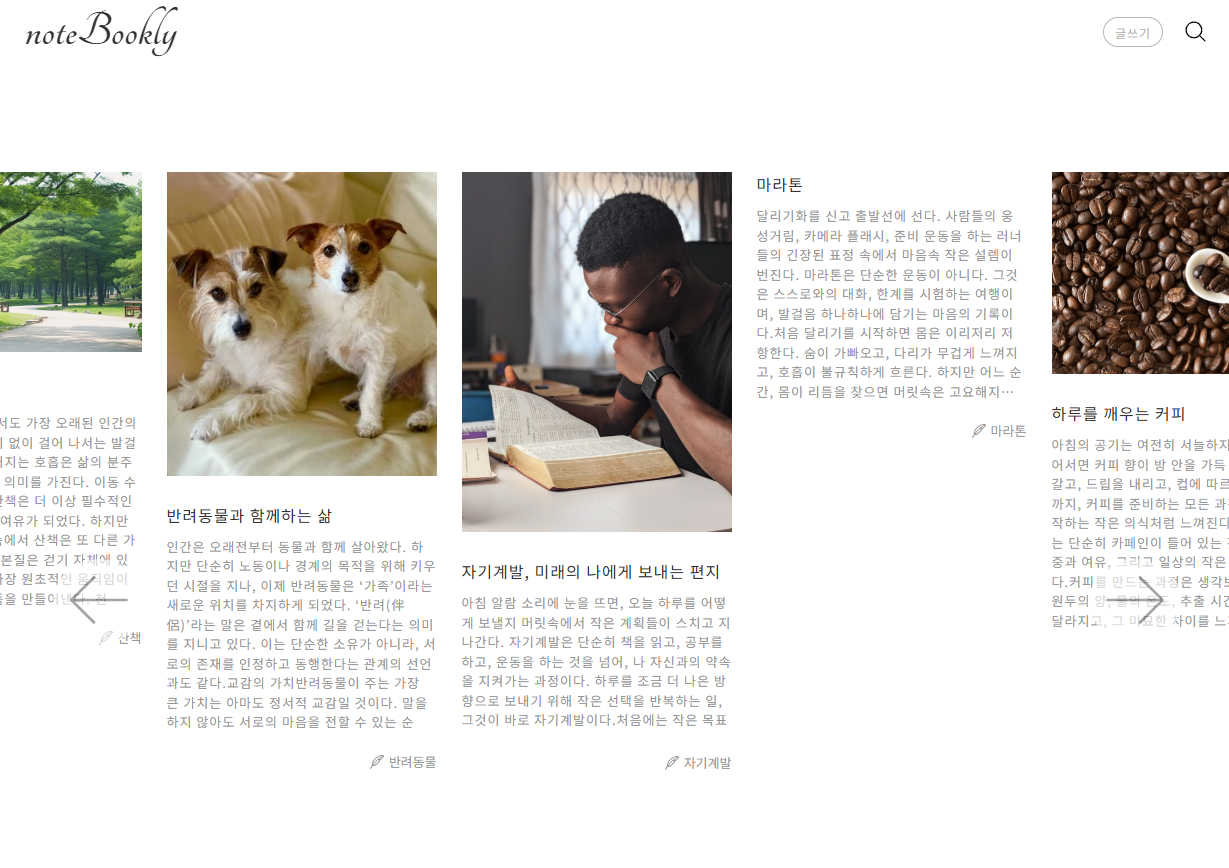 noteBookly
글쓰기
서도 가장 오래된 인간의
없이 걸어 나서는 발걸
지는 호흡은 삶의 분주
의미를 가진다. 이동 수
산책은 더 이상 필수적인
여유가 되었다. 하지만
속에서 산책은 또 다른 가
본질은 걷기 자체에 있
가장 원초적인 움직임이
음을 만들어낸다. 천
산책
반려동물과 함께하는 삶
인간은 오래전부터 동물과 함께 살아왔다. 하
지만 단순히 노동이나 경계의 목적을 위해 키우
던 시절을 지나, 이제 반려동물은 ‘가족’이라는
새로운 위치를 차지하게 되었다. ‘반려(伴
侶)’라는 말은 곁에서 함께 길을 걷는다는 의미
를 지니고 있다. 이는 단순한 소유가 아니라, 서
로의 존재를 인정하고 동행한다는 관계의 선언
과도 같다.교감의 가치반려동물이 주는 가장
큰 가치는 아마도 정서적 교감일 것이다. 말을
하지 않아도 서로의 마음을 전할 수 있는 순
반려동물
자기계발, 미래의 나에게 보내는 편지
아침 알람 소리에 눈을 뜨면, 오늘 하루를 어떻
게 보낼지 머릿속에서 작은 계획들이 스치고 지
나간다. 자기계발은 단순히 책을 읽고, 공부를
하고, 운동을 하는 것을 넘어, 나 자신과의 약속
을 지켜가는 과정이다. 하루를 조금 더 나은 방
향으로 보내기 위해 작은 선택을 반복하는 일,
그것이 바로 자기계발이다.처음에는 작은 목표
자기계발
마라톤
달리기화를 신고 출발선에 선다. 사람들의 웅
성거림, 카메라 플래시, 준비 운동을 하는 러너
들의 긴장된 표정 속에서 마음속 작은 설렘이
번진다. 마라톤은 단순한 운동이 아니다. 그것
은 스스로와의 대화, 한계를 시험하는 여행이
며, 발걸음 하나하나에 담기는 마음의 기록이
다.처음 달리기를 시작하면 몸은 이리저리 저
항한다. 숨이 가빠오고, 다리가 무겁게 느껴지
고, 호흡이 불규칙하게 흐른다. 하지만 어느 순
간, 몸이 리듬을 찾으면 머릿속은 고요해지…
마라톤
하루를 깨우는 커피
아침의 공기는 여전히 서늘하지
어서면 커피 향이 방 안을 가득
갈고, 드립을 내리고, 컵에 따르
까지, 커피를 준비하는 모든 과
작하는 작은 의식처럼 느껴진다
는 단순히 카페인이 들어 있는
중과 여유, 그리고 일상의 작은
다.커피를 만드는 과정은 생각보
원두의 양, 물의 온도, 추출 시간
달라지고, 그 미묘한 차이를 느